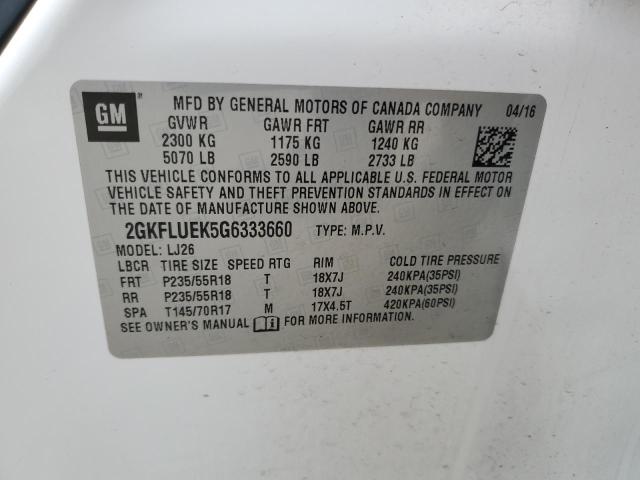 GM ® MFD BY GENERAL MOTORS OF CANADA COMPANY 04/16
GVWR GAWR FRT GAWR RR
2300 KG 1175 KG 1240 KG
5070 LB 2590 LB 2733 LB
THIS VEHICLE CONFORMS TO ALL APPLICABLE U.S. FEDERAL MOTOR
VEHICLE SAFETY AND THEFT PREVENTION STANDARDS IN EFFECT ON
THE DATE OF MANUFACTURE SHOWN ABOVE.
2GKFLUEK5G6333660 TYPE: M.P.V.
MODEL: LJ26
LBCR TIRE SIZE SPEED RTG RIM COLD TIRE PRESSURE
FRT P235/55R18 T 18X7J 240KPA(35PSI)
RR P235/55R18 T 18X7J 240KPA(35PSI)
SPA T145/70R17 M 17X4.5T 420KPA(60PSI)
SEE OWNER'S MANUAL FOR MORE INFORMATION.